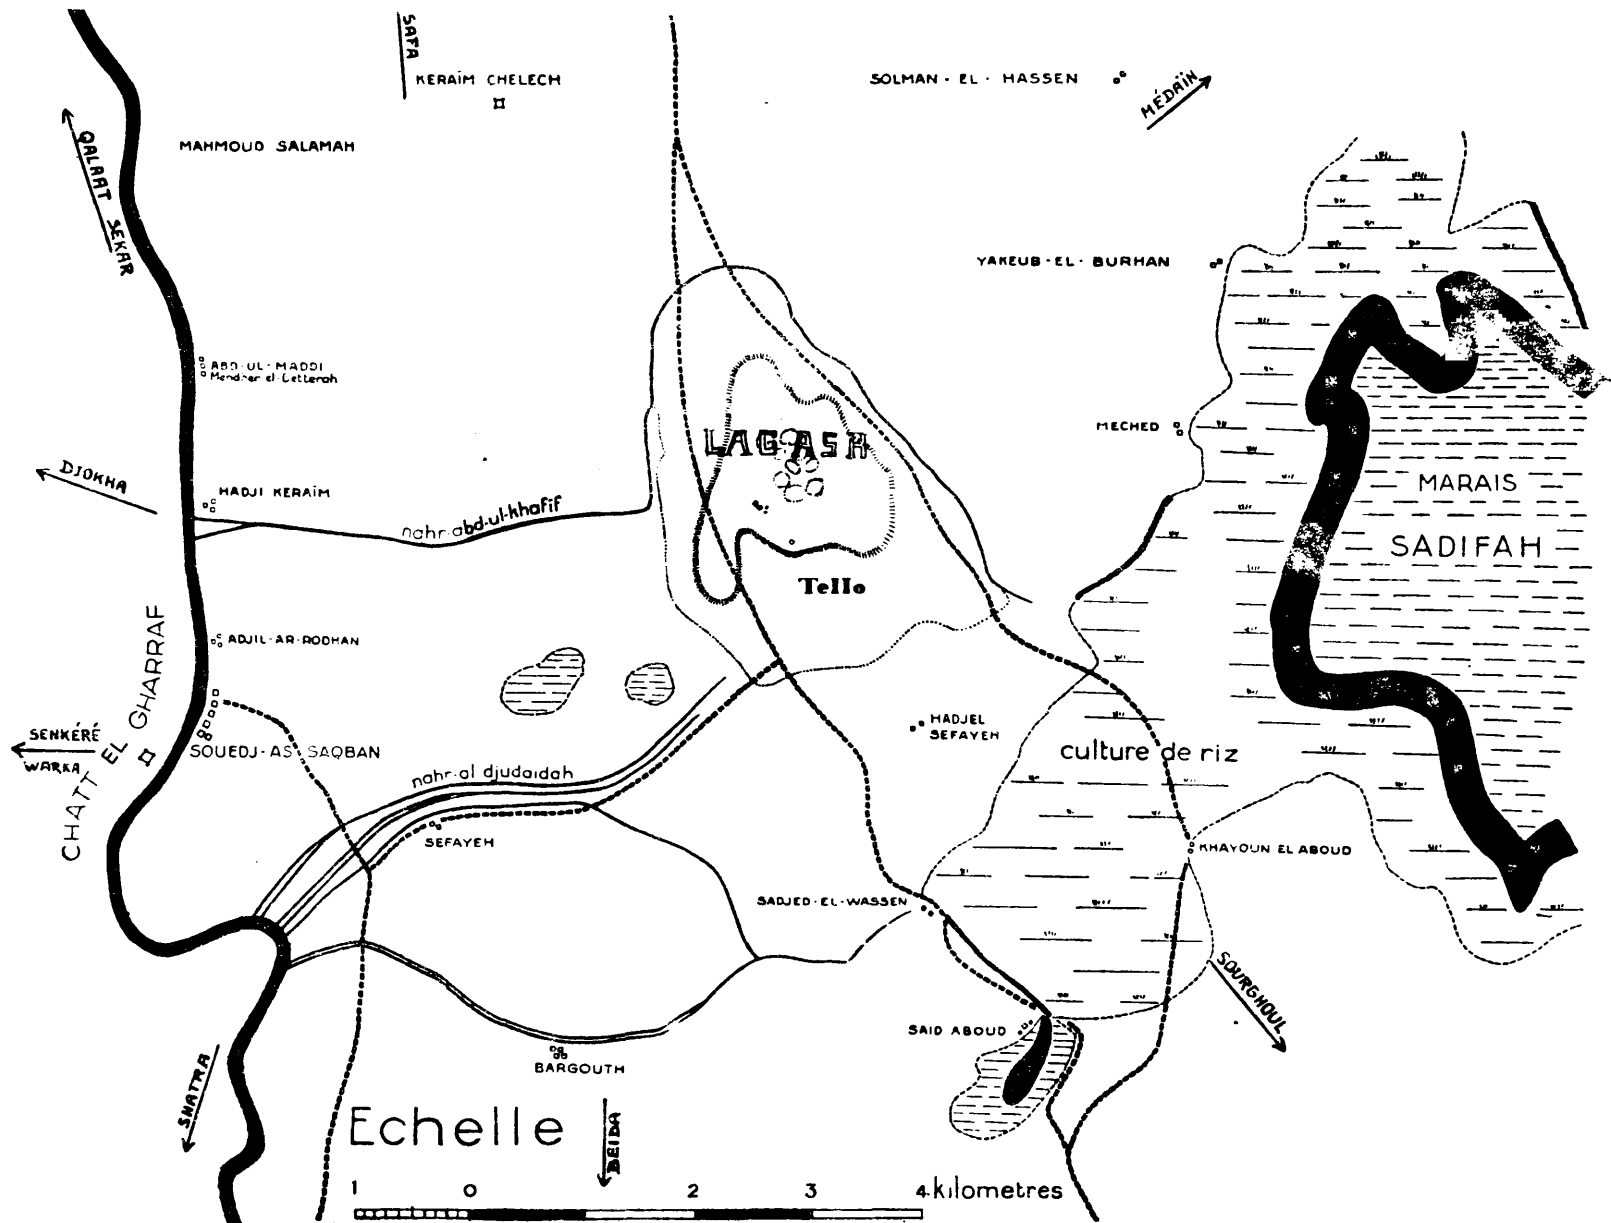 SATA
KERAÏM CHELECH
SOLMAN-EL-HASSEN
MÉDAÏN
MAHMOUD SALAMAH
QALAAT SEKAR
YAKEUB-EL-BURHAN
ABD-UL-MADDI
Mendher-el-Letterah
LAGASH
MECHED
DJOKHA
HADJI KERAÏM
nahr-abd-ul-khafif
MARAIS
SADIFAH
Tello
ADJIL-AR-RODHAN
CHATT EL GHARRAF
SENKÉRÉ
WARKA
SOUEDJ-AS-SAQBAN
HADJEL
SEFAYEH
culture de riz
nahr-al djudaidah
SEFAYEH
KHAYOUN EL ABOUD
SADJED-EL-WASSEN
SOURGHOUL
SAID ABOUD
BARGOUTH
SHATRA
Echelle
BEIDA
1 0 2 3 4 kilometres